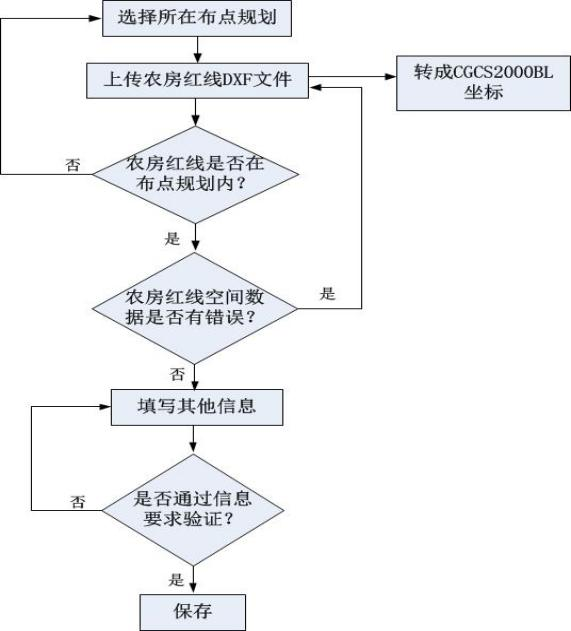 选择所在布点规划
上传农房红线DXF文件
转成CGCS2000BL
坐标
农房红线是否在
布点规划内？
否
是
农房红线空间数
据是否有错误？
是
否
填写其他信息
是否通过信息
要求验证？
否
是
保存